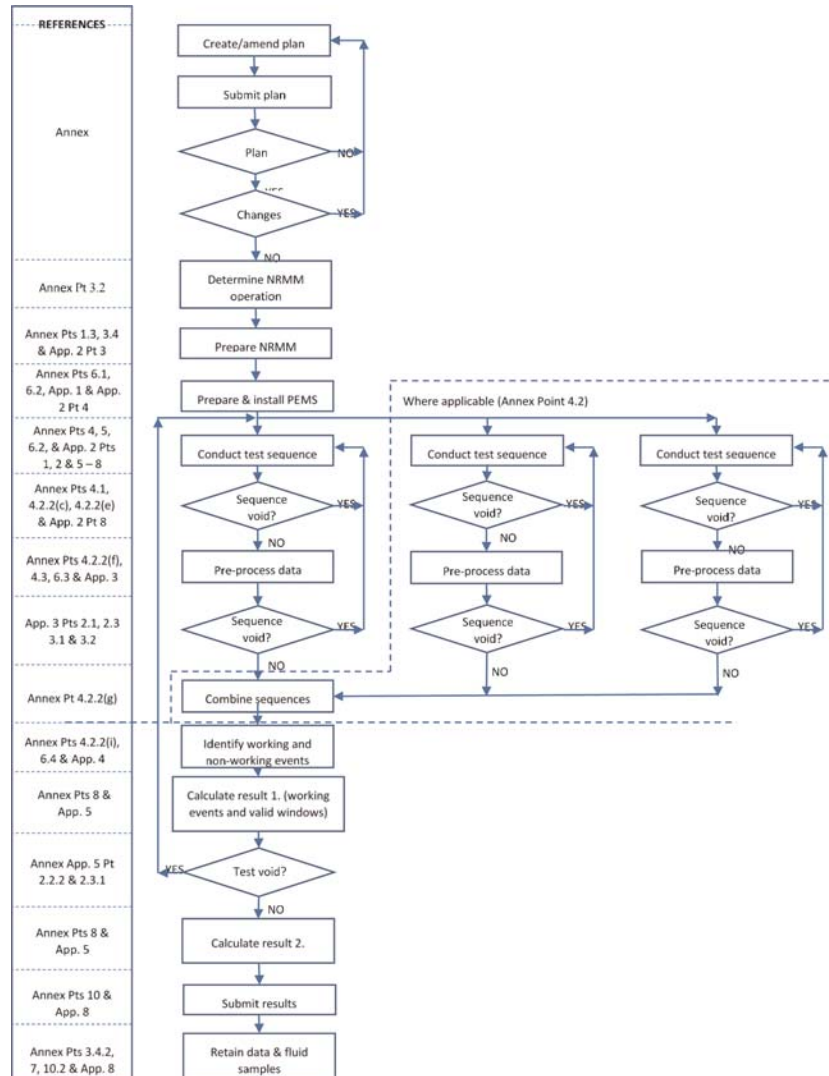 REFERENCES
Create/amend plan
Submit plan
Annex
Plan
NO
YES
Changes
YES
NO
Annex Pt 3.2
Determine NRMM
operation
Annex Pts 1.3, 3.4
& App. 2 Pt 3
Prepare NRMM
Annex Pts 6.1,
6.2, App. 1 & App.
2 Pt 4
Prepare & install PEMS
Where applicable (Annex Point 4.2)
Annex Pts 4, 5,
6.2, & App. 2 Pts
1, 2 & 5 – 8
Conduct test sequence
Conduct test sequence
Conduct test sequence
Annex Pts 4.1,
4.2.2(c), 4.2.2(e)
& App. 2 Pt 8
Sequence
void?
YES
Sequence
void?
YES
Sequence
void?
YES
NO
NO
NO
Annex Pts 4.2.2(f),
4.3, 6.3 & App. 3
Pre-process data
Pre-process data
Pre-process data
App. 3 Pts 2.1, 2.3
3.1 & 3.2
Sequence
void?
YES
Sequence
void?
YES
Sequence
void?
YES
NO
NO
NO
Annex Pt 4.2.2(g)
Combine sequences
Annex Pts 4.2.2(i),
6.4 & App. 4
Identify working and
non-working events
Annex Pts 8 &
App. 5
Calculate result 1. (working
events and valid windows)
Annex App. 5 Pt
2.2.2 & 2.3.1
YES
Test void?
NO
Annex Pts 8 &
App. 5
Calculate result 2.
Annex Pts 10 &
App. 8
Submit results
Annex Pts 3.4.2,
7, 10.2 & App. 8
Retain data & fluid
samples